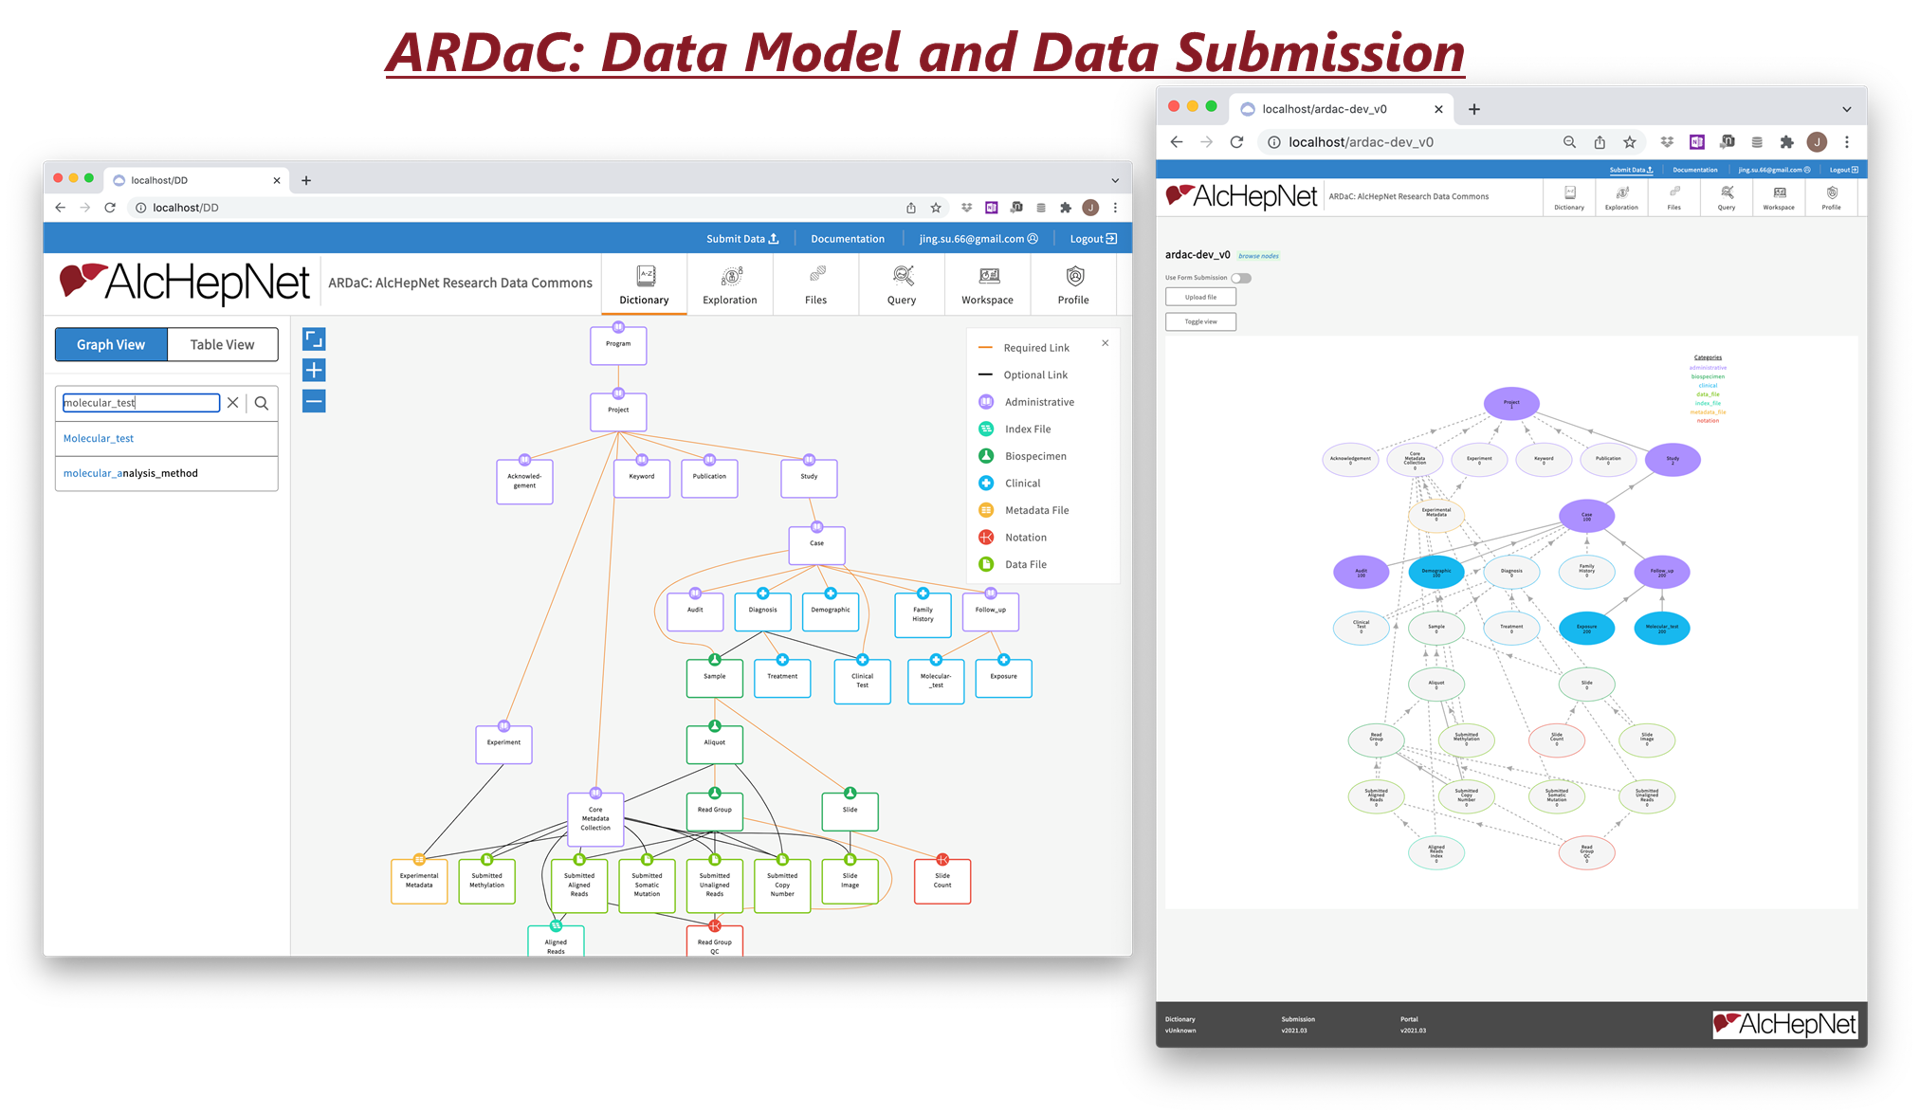 ARDaC: Data Model and Data Submission
localhost/DD
localhost/DD
J
Submit Data
Documentation
jing.su.66@gmail.com
Logout
AlcHepNet
ARDaC: AlcHepNet Research Data Commons
A-Z
Dictionary
Exploration
Files
Query
Workspace
Profile
Graph View
Table View
molecular_test
Molecular_test
molecular_analysis_method
Program
Project
Acknowled-
gement
Keyword
Publication
Study
Case
Audit
Diagnosis
Demographic
Family
History
Follow_up
Sample
Treatment
Clinical
Test
Molecular-
_test
Exposure
Experiment
Aliquot
Core
Metadata
Collection
Read Group
Slide
Experimental
Metadata
Submitted
Methylation
Submitted
Aligned
Reads
Submitted
Somatic
Mutation
Submitted
Unaligned
Reads
Submitted
Copy
Number
Slide
Image
Slide
Count
Aligned
Reads
Read Group
QC
Required Link
Optional Link
Administrative
Index File
Biospecimen
Clinical
Metadata File
Notation
Data File
localhost/ardac-dev_v0
localhost/ardac-dev_v0
J
Submit Data
Documentation
jing.su.66@gmail.com
Logout
AlcHepNet
ARDaC: AlcHepNet Research Data Commons
Dictionary
Exploration
Files
Query
Workspace
Profile
ardac-dev_v0
browse nodes
Use Form Submission
Upload file
Toggle view
Categories
administrative
biospecimen
clinical
data_file
index_file
metadata_file
notation
Project
1
Acknowledgement
0
Core
Metadata
Collection
0
Experiment
0
Keyword
0
Publication
0
Study
Experimental
Metadata
0
Case
100
Audit
100
Demographic
100
Diagnosis
0
Family
History
0
Follow_up
200
Clinical
Test
0
Sample
0
Treatment
0
Exposure
200
Molecular_test
200
Aliquot
0
Slide
0
Read
Group
0
Submitted
Methylation
0
Slide
Count
0
Slide
Image
0
Submitted
Aligned
Reads
0
Submitted
Copy
Number
0
Submitted
Somatic
Mutation
0
Submitted
Unaligned
Reads
0
Aligned
Reads
Index
0
Read
Group
QC
0
Dictionary
vUnknown
Submission
v2021.03
Portal
v2021.03
AlcHepNet